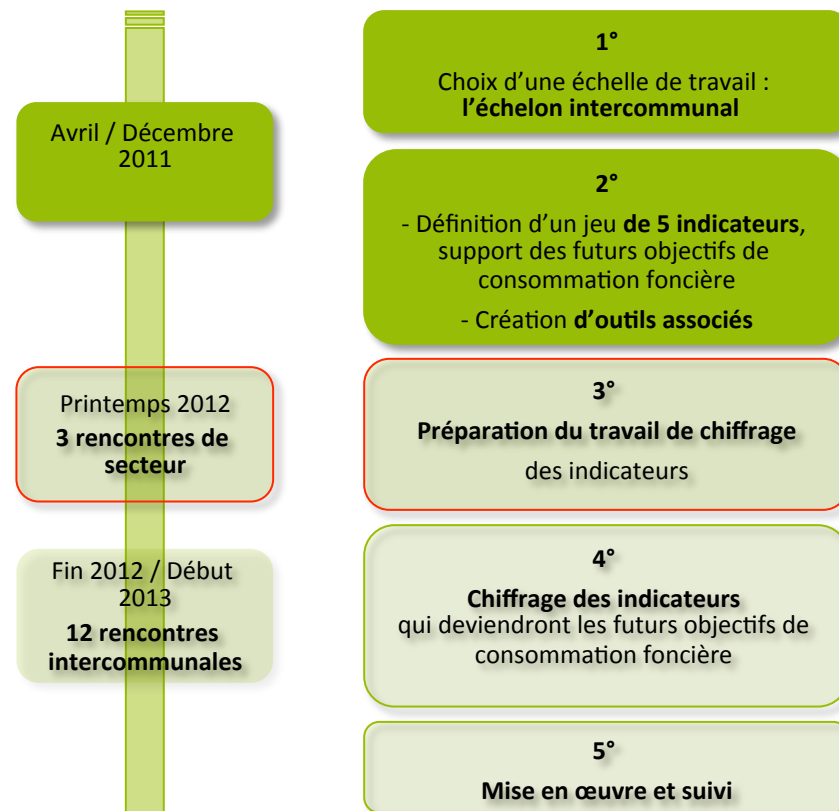 1°
Choix d'une échelle de travail :
l'échelon intercommunal
Avril / Décembre
2011
2°
- Définition d'un jeu de 5 indicateurs,
support des futurs objectifs de
consommation foncière
- Création d'outils associés
Printemps 2012
3 rencontres de
secteur
3°
Préparation du travail de chiffrage
des indicateurs
Fin 2012 / Début
2013
12 rencontres
intercommunales
4°
Chiffrage des indicateurs
qui deviendront les futurs objectifs de
consommation foncière
5°
Mise en œuvre et suivi